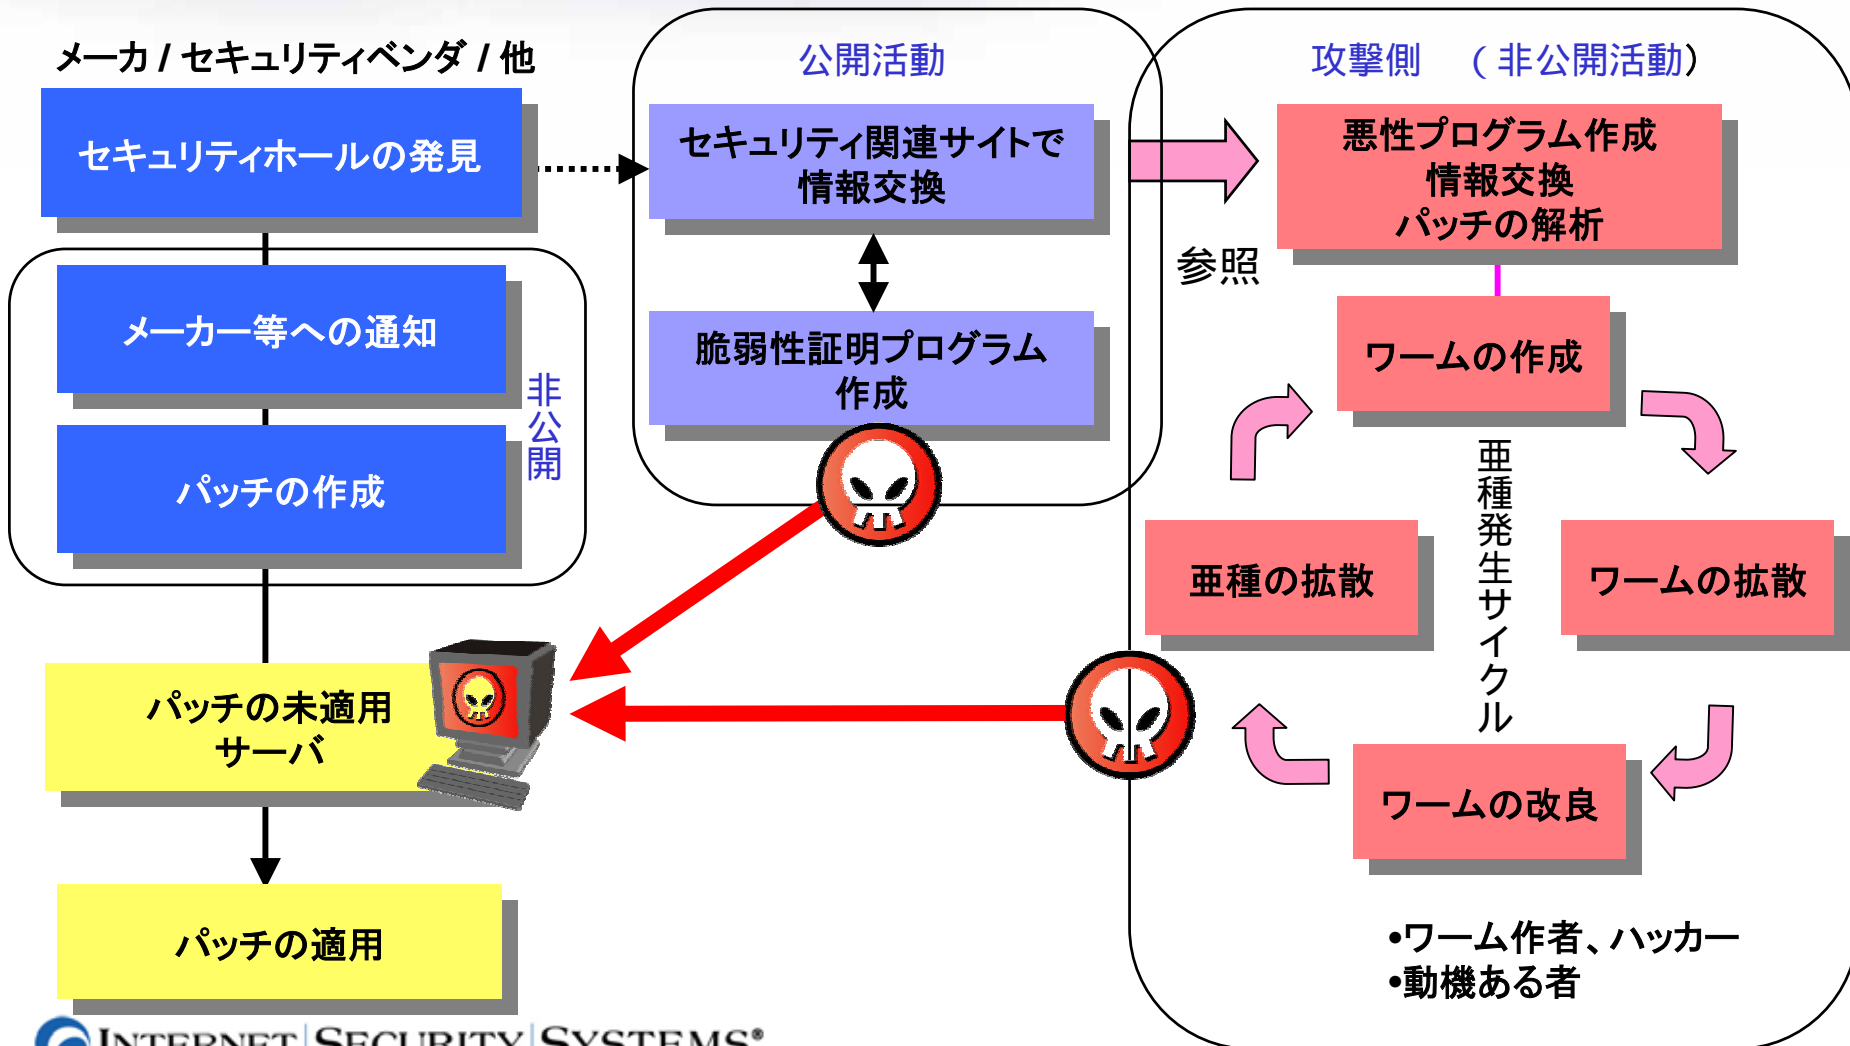 メーカ / セキュリティベンダ / 他
セキュリティホールの発見
メーカー等への通知
パッチの作成
非公開
パッチの未適用
サーバ
パッチの適用
公開活動
セキュリティ関連サイトで
情報交換
脆弱性証明プログラム
作成
参照
攻撃側 （非公開活動）
悪性プログラム作成
情報交換
パッチの解析
ワームの作成
ワームの拡散
ワームの改良
亜種の拡散
亜種発生サイクル
•ワーム作者、ハッカー
•動機ある者
INTERNET|SECURITY|SYSTEMS®